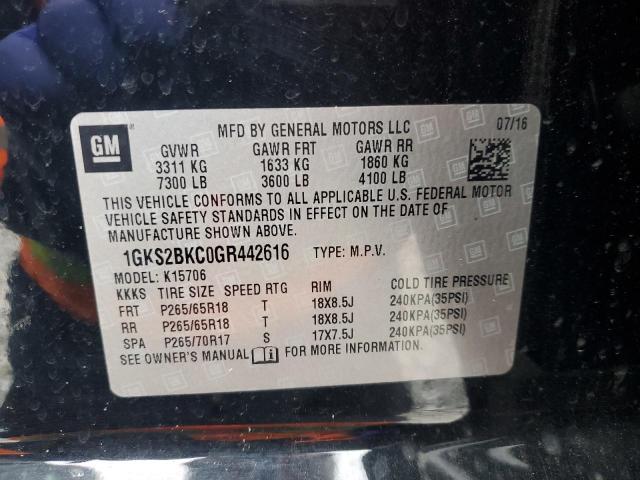 GM
MFD BY GENERAL MOTORS LLC 07/16
GVWR GAWR FRT GAWR RR
3311 KG 1633 KG 1860 KG
7300 LB 3600 LB 4100 LB
THIS VEHICLE CONFORMS TO ALL APPLICABLE U.S. FEDERAL MOTOR
VEHICLE SAFETY STANDARDS IN EFFECT ON THE DATE OF
MANUFACTURE SHOWN ABOVE.
1GKS2BKC0GR442616 TYPE: M.P.V.
MODEL: K15706
KKKS TIRE SIZE SPEED RTG RIM COLD TIRE PRESSURE
FRT P265/65R18 T 18X8.5J 240KPA(35PSI)
RR P265/65R18 T 18X8.5J 240KPA(35PSI)
SPA P265/70R17 S 17X7.5J 240KPA(35PSI)
SEE OWNER'S MANUAL FOR MORE INFORMATION.